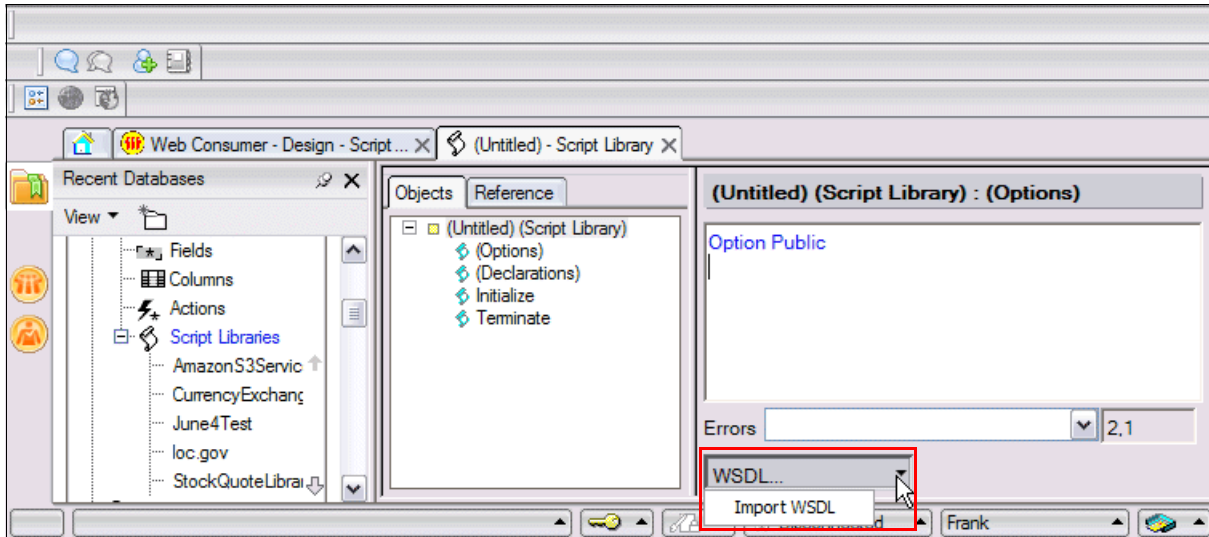 Web Consumer - Design - Script ...
(Untitled) - Script Library
Recent Databases
View
Fields
Columns
Actions
Script Libraries
AmazonS3Servic
CurrencyExchang
June4Test
loc.gov
StockQuoteLibrar
Objects
Reference
(Untitled) (Script Library)
(Options)
(Declarations)
Initialize
Terminate
(Untitled) (Script Library) : (Options)
Option Public
Errors
2,1
WSDL...
Import WSDL
Frank